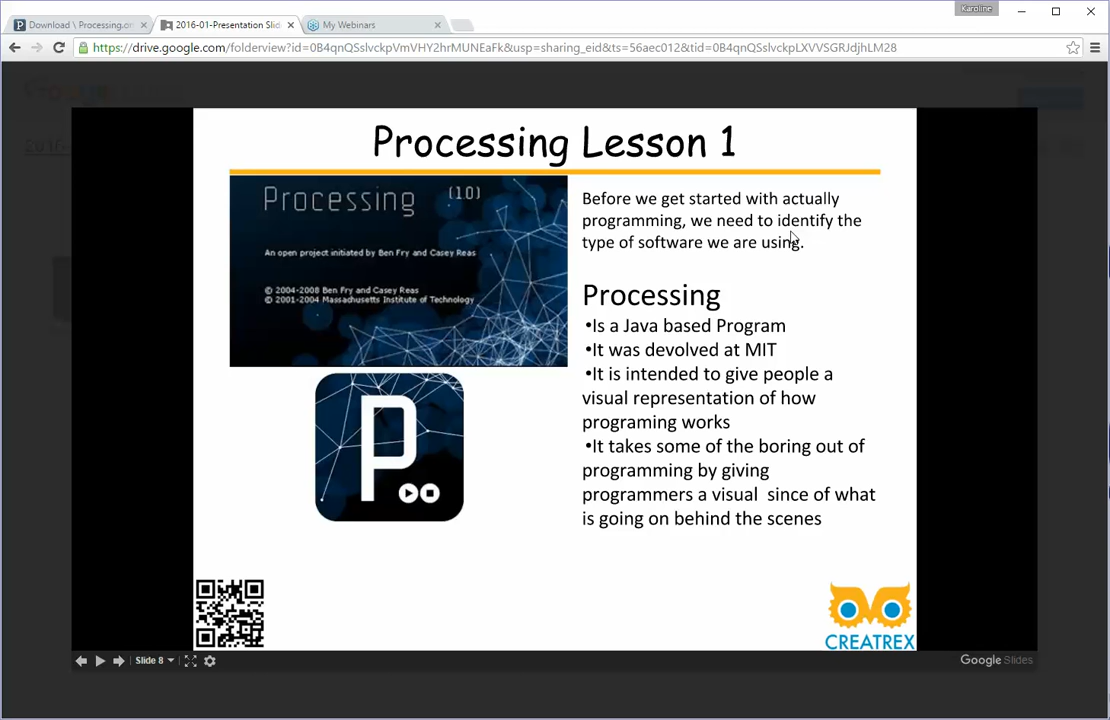 Karoline
Download \ Processing.or
2016-01-Presentation Slid
My Webinars
https://drive.google.com/folderview?id=0B4qnQSslvckpVmVHY2hrMUNEaFk&usp=sharing_eid&ts=56aec012&tid=0B4qnQSslvckpLXVVSGRJdjhLM28
Processing Lesson 1
Processing (1.0)
An open project initiated by Ben Fry and Casey Reas
© 2004-2008 Ben Fry and Casey Reas
© 2001-2004 Massachusetts Institute of Technology
P
Before we get started with actually
programming, we need to identify the
type of software we are using.
Processing
•Is a Java based Program
•It was devolved at MIT
•It is intended to give people a
visual representation of how
programing works
•It takes some of the boring out of
programming by giving
programmers a visual since of what
is going on behind the scenes
CREATREX
Slide 8
Google Slides